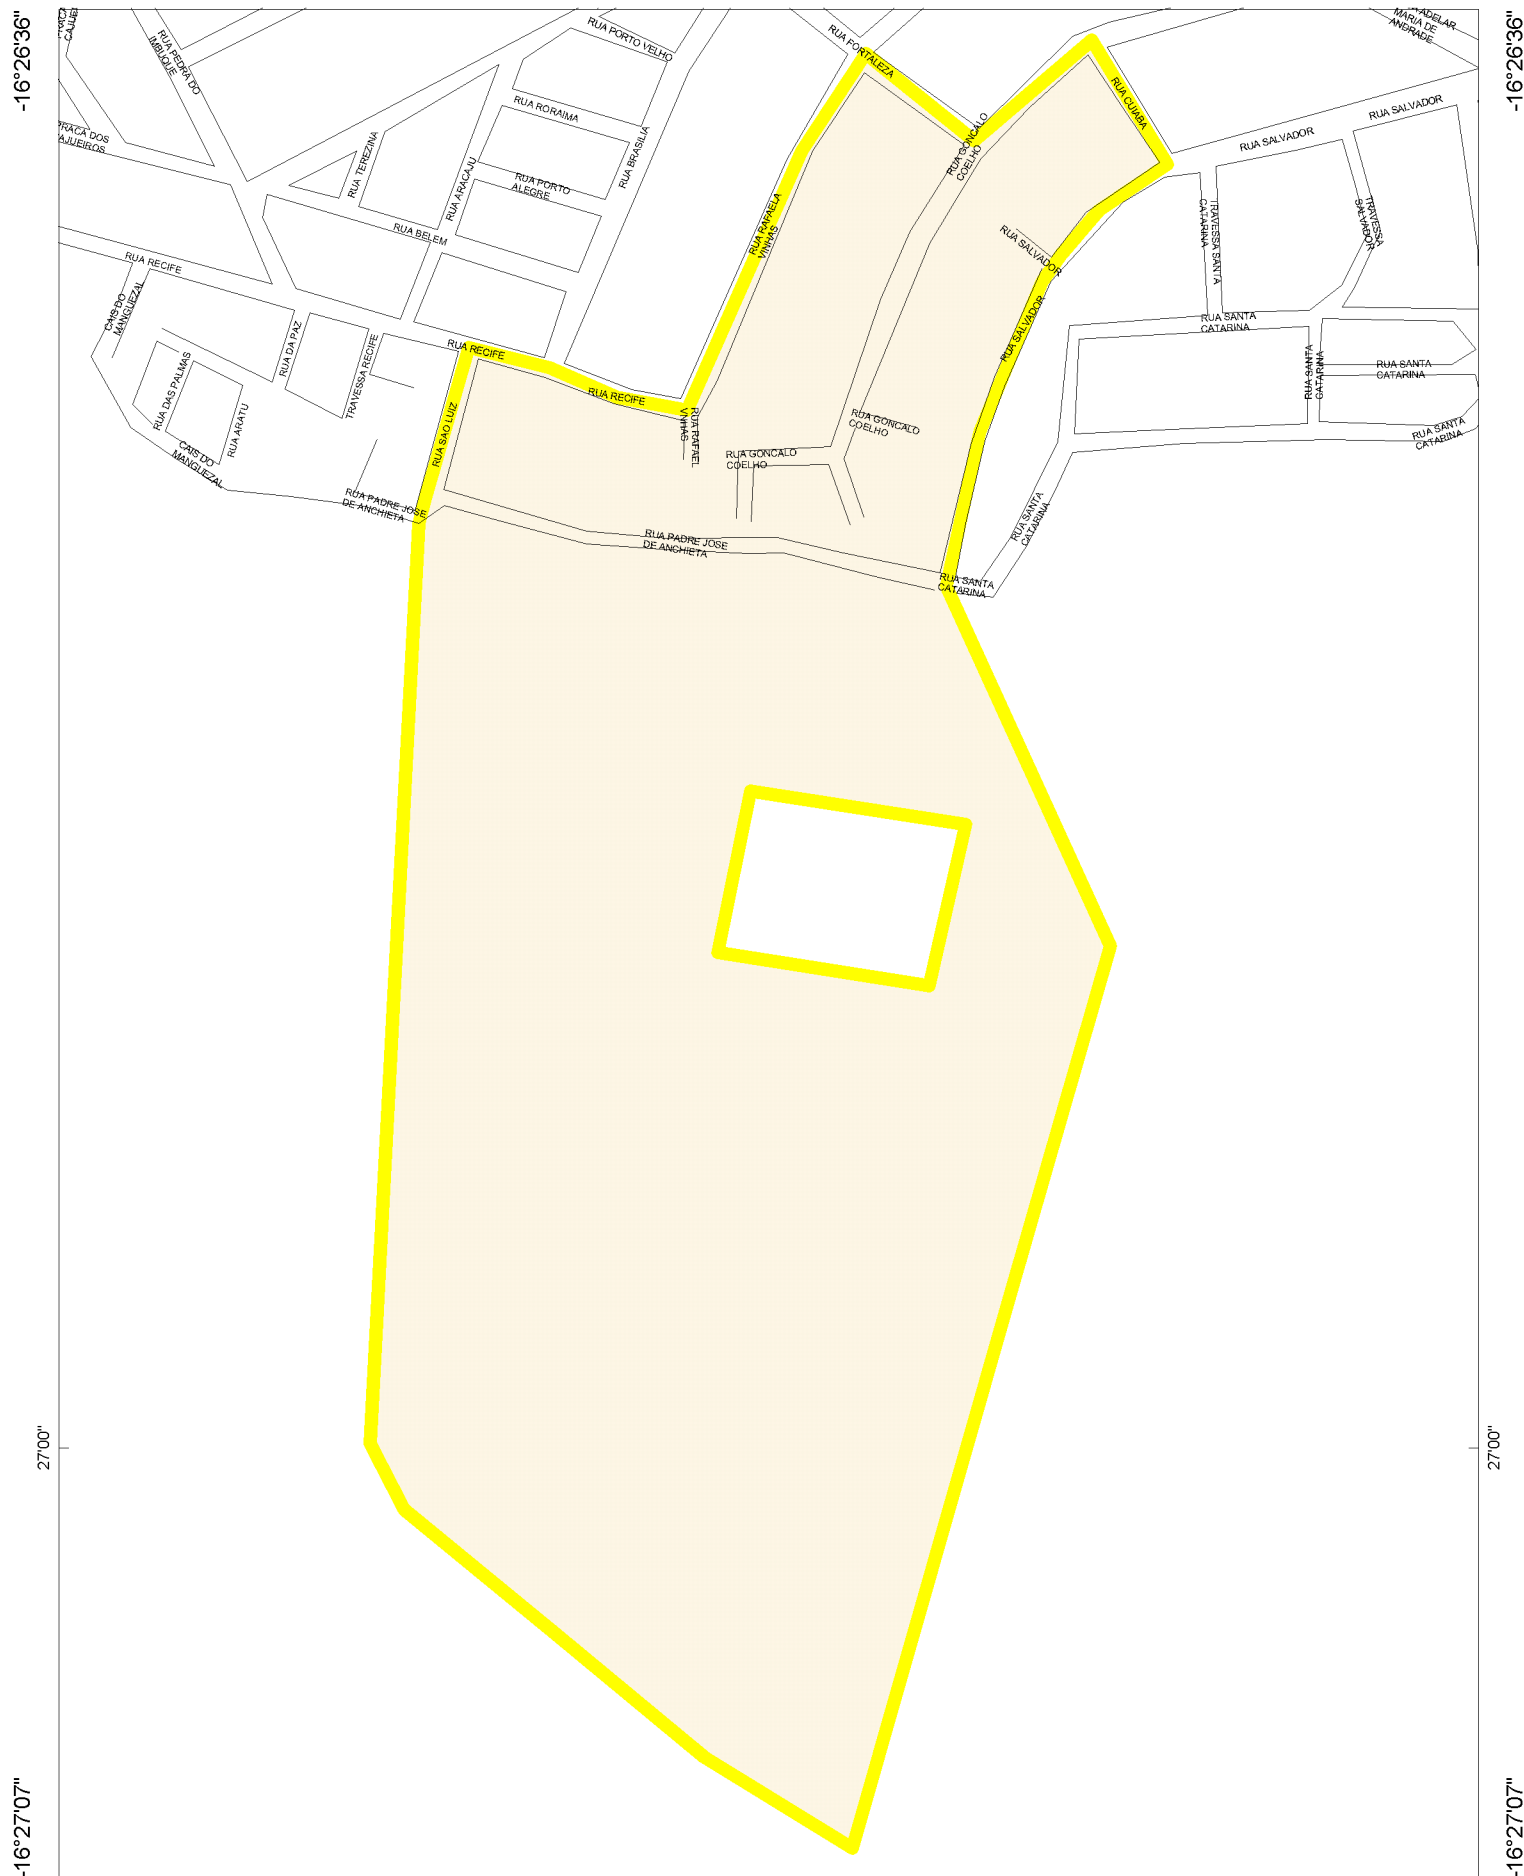 -16°26'36"
-16°26'36"
RUA PEDRA DO
IMBUQUE
RUA PORTO VELHO
RUA FORTALEZA
MARIA DE
ANDRADE
RUA RORAIMA
RUA CUIABA
RUA SALVADOR
RUA SALVADOR
PRACA DOS
RUA TEREZINA
RUA ARACAJU
RUA BRASILIA
RUA GONCALO
COELHO
RUA PORTO
ALEGRE
RUA BELEM
RUA RAFAELA
VINHAS
RUA SALVADOR
TRAVESSA SANTA
CATARINA
TRAVESSA
SALVADOR
RUA RECIFE
CAIS DO
MANGUEZAL
RUA SALVADOR
RUA SANTA
CATARINA
RUA DA PAZ
TRAVESSA RECIFE
RUA RECIFE
RUA RECIFE
RUA DAS PALMAS
RUA ARATU
RUA SAO LUIZ
RUA RAFAEL
VNHAS
RUA GONCALO
COELHO
RUA GONCALO
COELHO
RUA SANTA
CATARINA
RUA SANTA
CATARINA
RUA SANTA
CATARINA
CAIS DO
MANGUEZAL
RUA PADRE JOSE
DE ANCHIETA
RUA PADRE JOSE
DE ANCHIETA
RUA SANTA
CATARINA
RUA SANTA
CATARINA
27'00"
27'00"
-16°27'07"
-16°27'07"